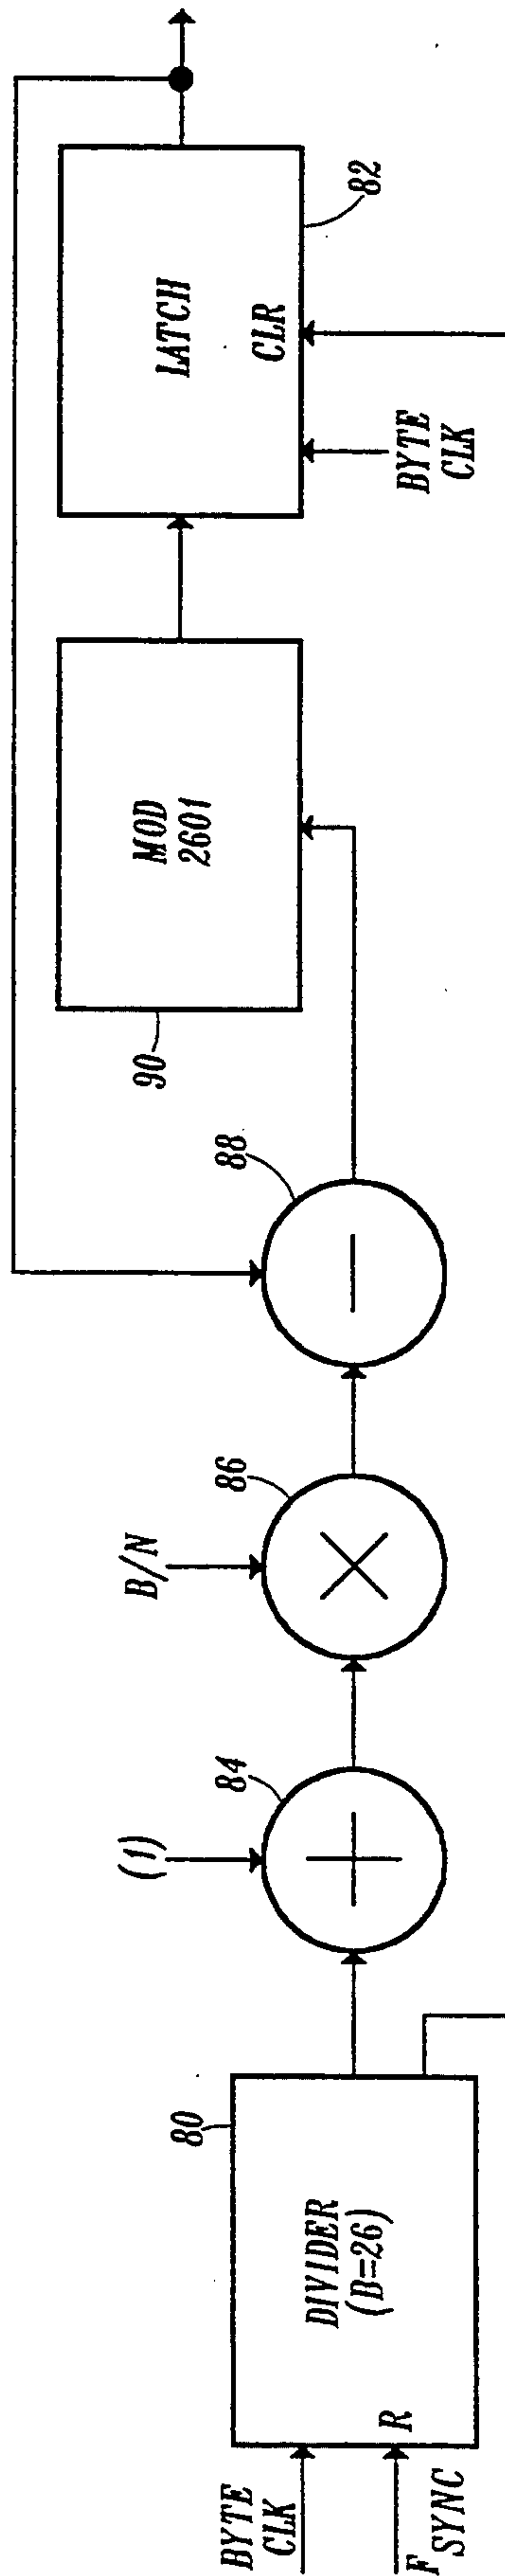 BYTE
CLK
F SYNC
R
DIVIDER
(B=26)
80
(1)
84
B/N
86
88
90
MOD
2601
LATCH
CLR
82
BYTE
CLK